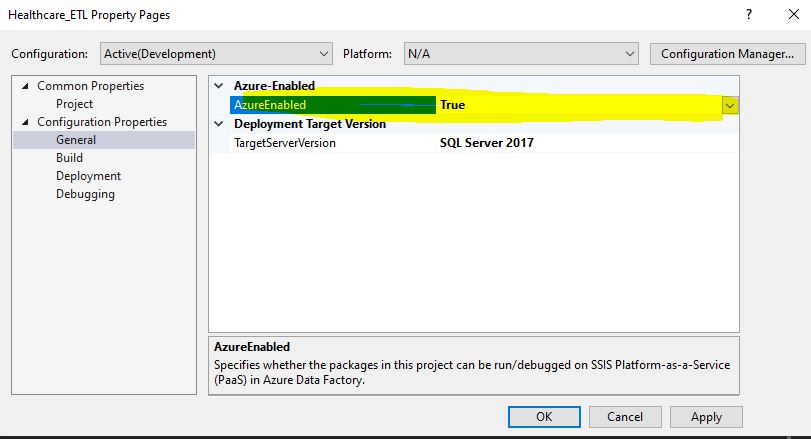 Healthcare_ETL Property Pages
Configuration: Active(Development) Platform: N/A Configuration Manager...
Common Properties
Project
Configuration Properties
General
Build
Deployment
Debugging
Azure-Enabled
AzureEnabled True
Deployment Target Version
TargetServerVersion SQL Server 2017
AzureEnabled
Specifies whether the packages in this project can be run/debugged on SSIS Platform-as-a-Service
(PaaS) in Azure Data Factory.
OK Cancel Apply